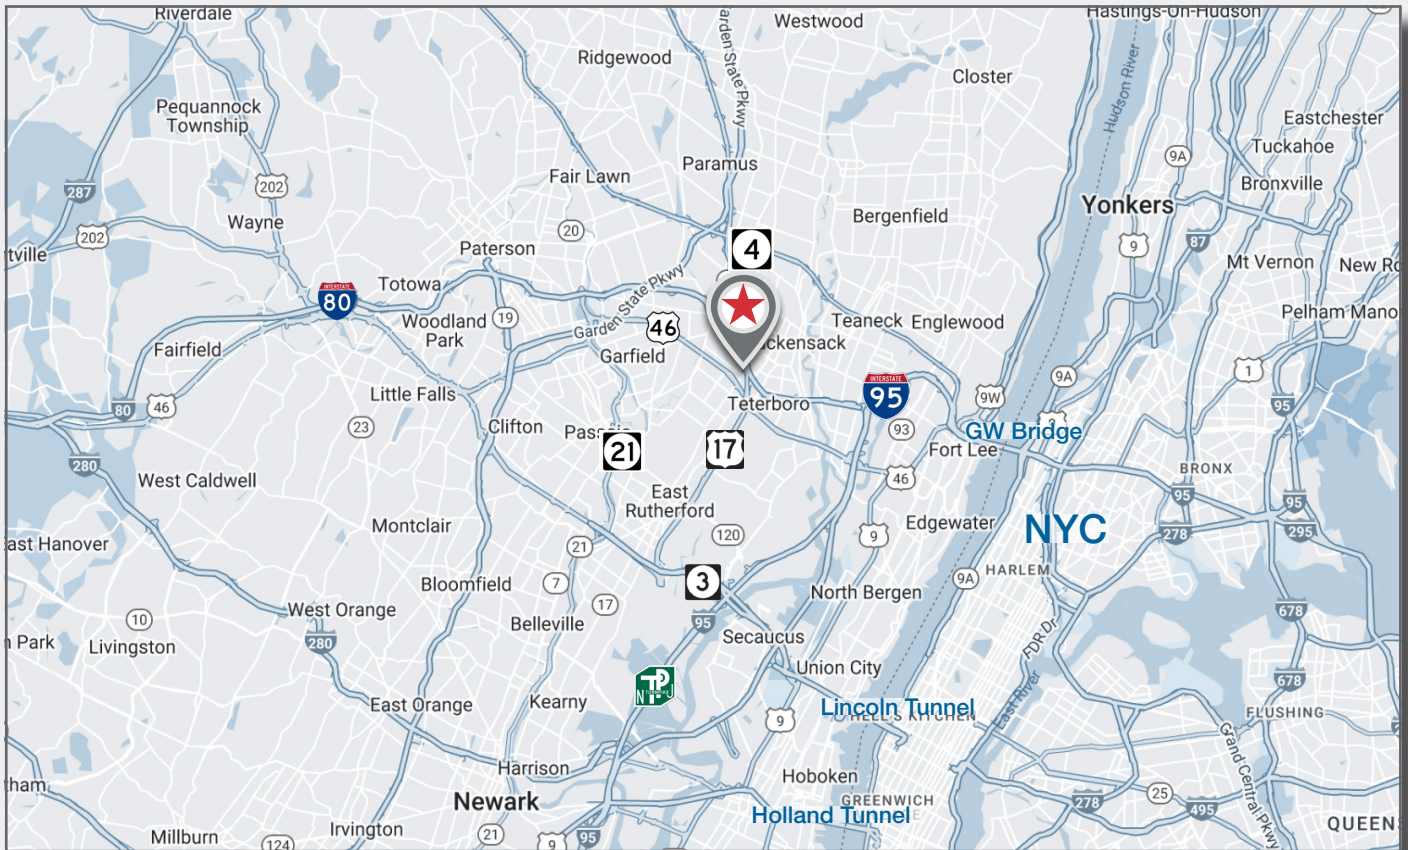 Riverdale
Westwood
Hastings-On-Hudson
Ridgewood
arden State Pkwy
Closter
Hudson River
Pequannock
Township
Eastchester
Tuckahoe
9A
Paramus
Fair Lawn
Bronxville
287
202
Yonkers
Wayne
20
Bergenfield
202
Paterson
4
9
87
tville
Mt Vernon
New Ro
Totowa
Garden State Pkwy
INTERSTATE
80
Woodland
Park
19
46
Teaneck
Englewood
Pelham Mano
Fairfield
Garfield
ckensack
1
Little Falls
INTERSTATE
95
9W
9A
80
46
Teterboro
95
23
Clifton
21
17
93
GW Bridge
Fort Lee
280
West Caldwell
46
BRONX
95
95
East
Rutherford
Montclair
Edgewater
NYC
278
295
ast Hanover
21
120
9
HARLEM
Bloomfield
7
3
9A
North Bergen
10
West Orange
17
678
Belleville
95
Secaucus
FDR Dr
n Park
Livingston
280
Union City
N TP J
TURNPIKE
678
East Orange
Kearny
Lincoln Tunnel
HELL'S KITCHEN
East River
FLUSHING
9
Grand Central Pkwy
Harrison
Hoboken
ham
Newark
GREENWICH
278
25
495
Holland Tunnel
Millburn
124
Irvington
21
9
95
QUEENS